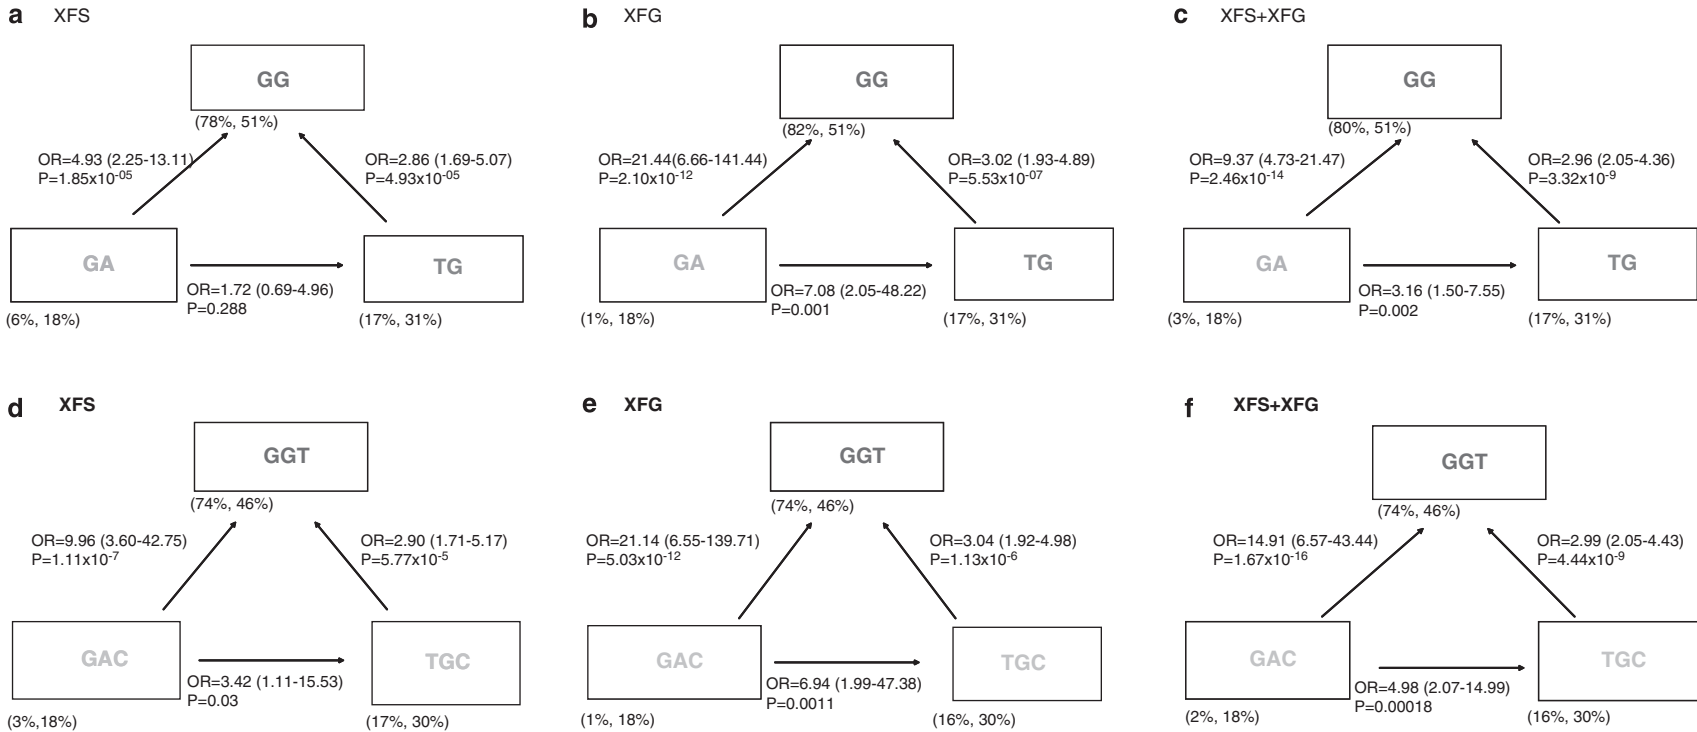 a XFS
GG
(78%, 51%)
OR=4.93 (2.25-13.11)
P=1.85x10-05
OR=2.86 (1.69-5.07)
P=4.93x10-05
GA
TG
OR=1.72 (0.69-4.96)
P=0.288
(6%, 18%)
(17%, 31%)
b XFG
GG
(82%, 51%)
OR=21.44(6.66-141.44)
P=2.10x10-12
OR=3.02 (1.93-4.89)
P=5.53x10-07
GA
TG
OR=7.08 (2.05-48.22)
P=0.001
(1%, 18%)
(17%, 31%)
c XFS+XFG
GG
(80%, 51%)
OR=9.37 (4.73-21.47)
P=2.46x10-14
OR=2.96 (2.05-4.36)
P=3.32x10-9
GA
TG
OR=3.16 (1.50-7.55)
P=0.002
(3%, 18%)
(17%, 31%)
d XFS
GGT
(74%, 46%)
OR=9.96 (3.60-42.75)
P=1.11x10-7
OR=2.90 (1.71-5.17)
P=5.77x10-5
GAC
TGC
OR=3.42 (1.11-15.53)
P=0.03
(3%,18%)
(17%, 30%)
e XFG
GGT
(74%, 46%)
OR=21.14 (6.55-139.71)
P=5.03x10-12
OR=3.04 (1.92-4.98)
P=1.13x10-6
GAC
TGC
OR=6.94 (1.99-47.38)
P=0.0011
(1%, 18%)
(16%, 30%)
f XFS+XFG
GGT
(74%, 46%)
OR=14.91 (6.57-43.44)
P=1.67x10-16
OR=2.99 (2.05-4.43)
P=4.44x10-9
GAC
TGC
OR=4.98 (2.07-14.99)
P=0.00018
(2%, 18%)
(16%, 30%)